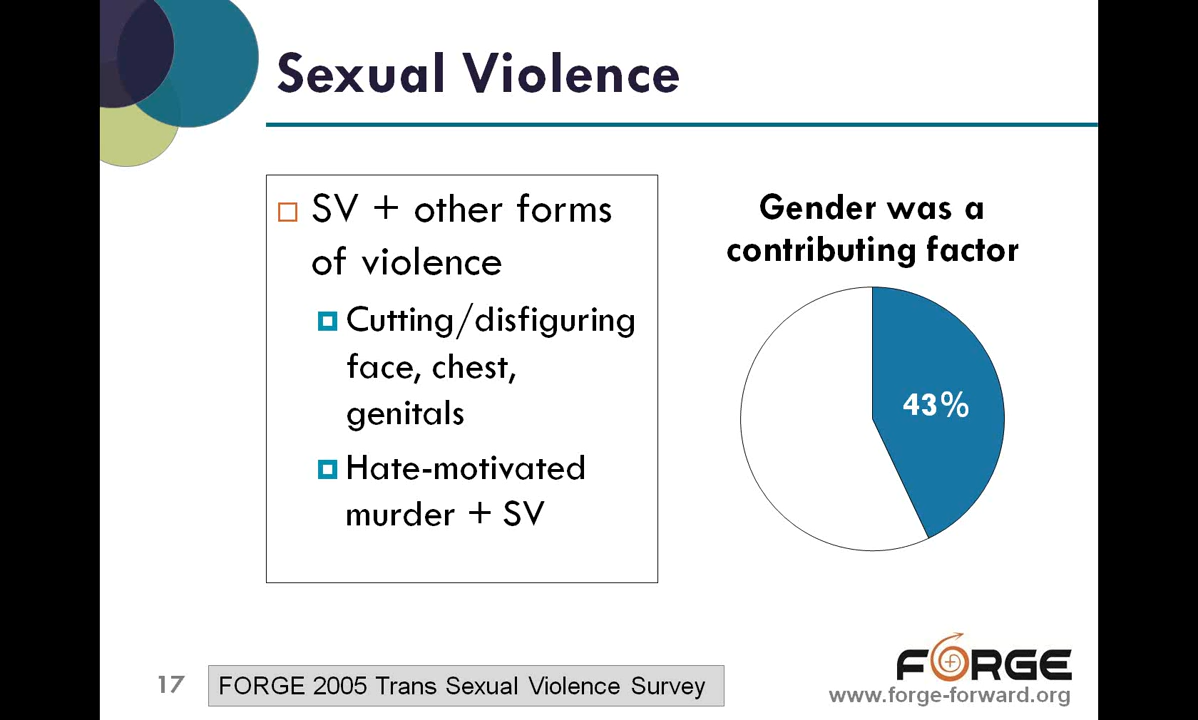 Sexual Violence
SV + other forms
of violence
Cutting/disfiguring
face, chest,
genitals
Hate-motivated
murder + SV
Gender was a
contributing factor
43%
17
FORGE 2005 Trans Sexual Violence Survey
FORGE
www.forge-forward.org